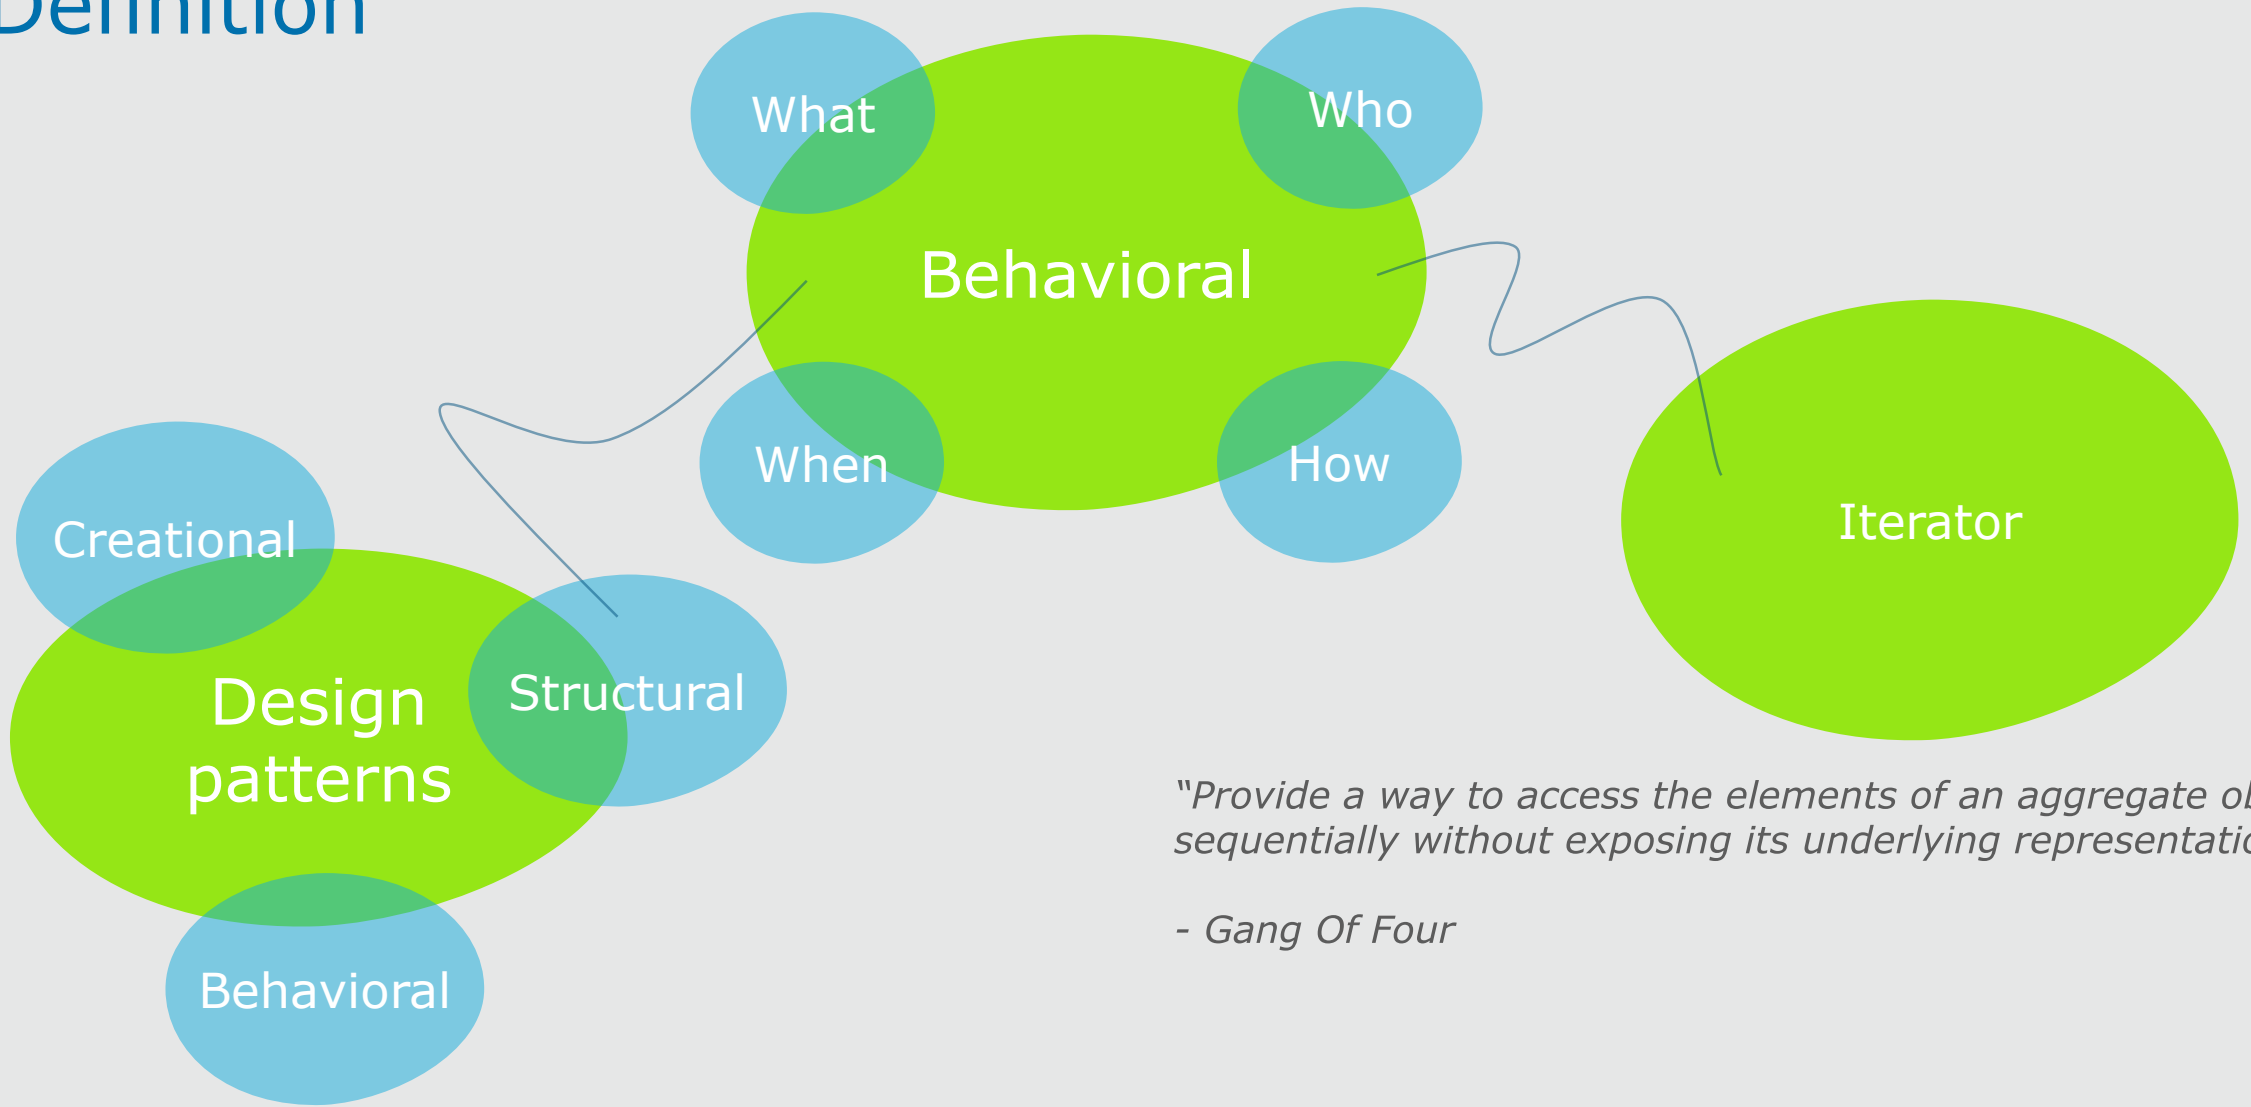 Definition
What
Who
Behavioral
When
How
Creational
Iterator
Structural
Design
patterns
“Provide a way to access the elements of an aggregate
sequentially without exposing its underlying
- Gang Of Four
Behavioral